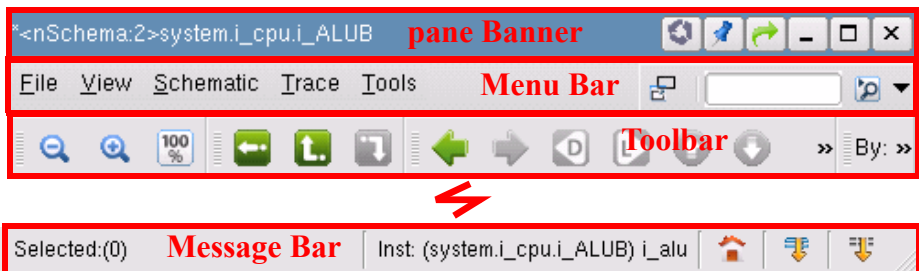 *<nSchema:2>system.i_cpu.i_ALUB pane Banner
File View Schematic Trace Tools Menu Bar
100 % D L Toolbar » By: »
Selected:(0) Message Bar Inst: (system.i_cpu.i_ALUB) i_alu